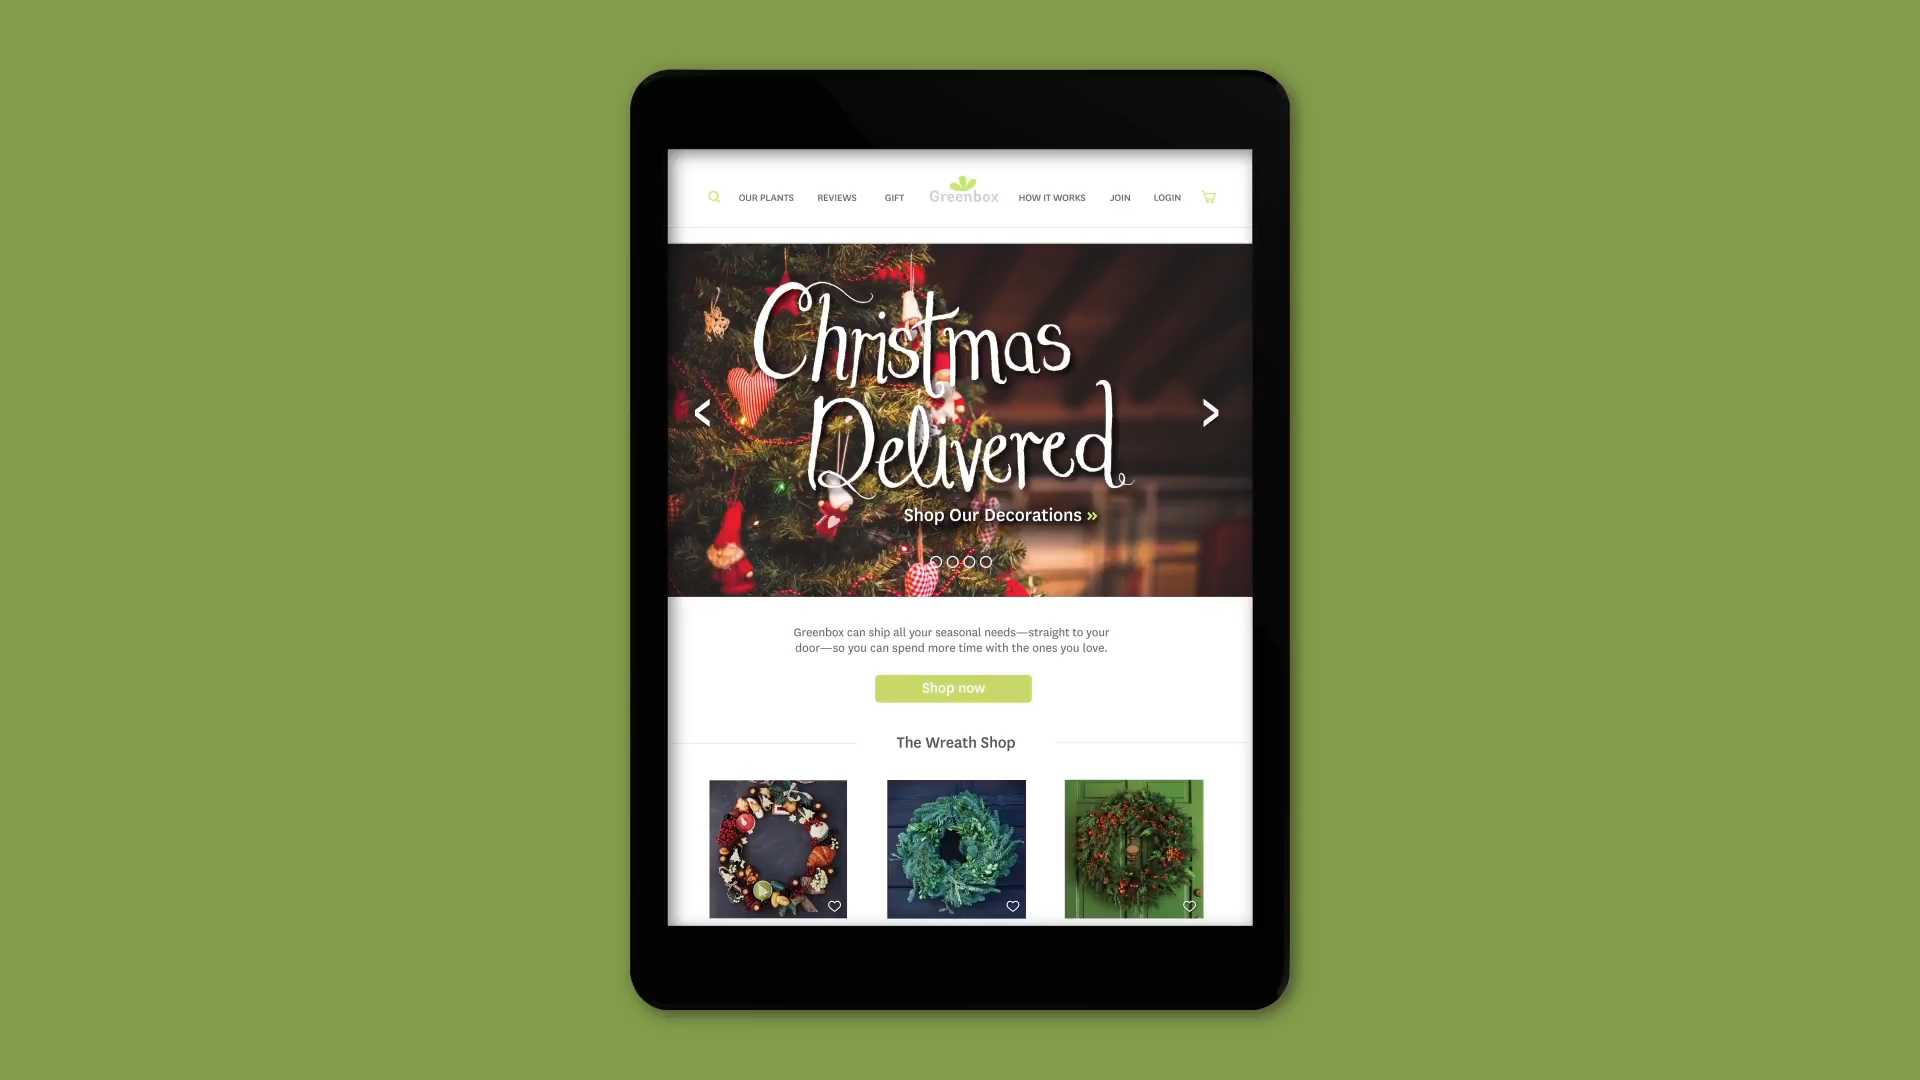 OUR PLANTS REVIEWS GIFT Greenbox HOW IT WORKS JOIN LOGIN
Christmas
Delivered
Shop Our Decorations »
Greenbox can ship all your seasonal needs—straight to your
door—so you can spend more time with the ones you love.
Shop now
The Wreath Shop